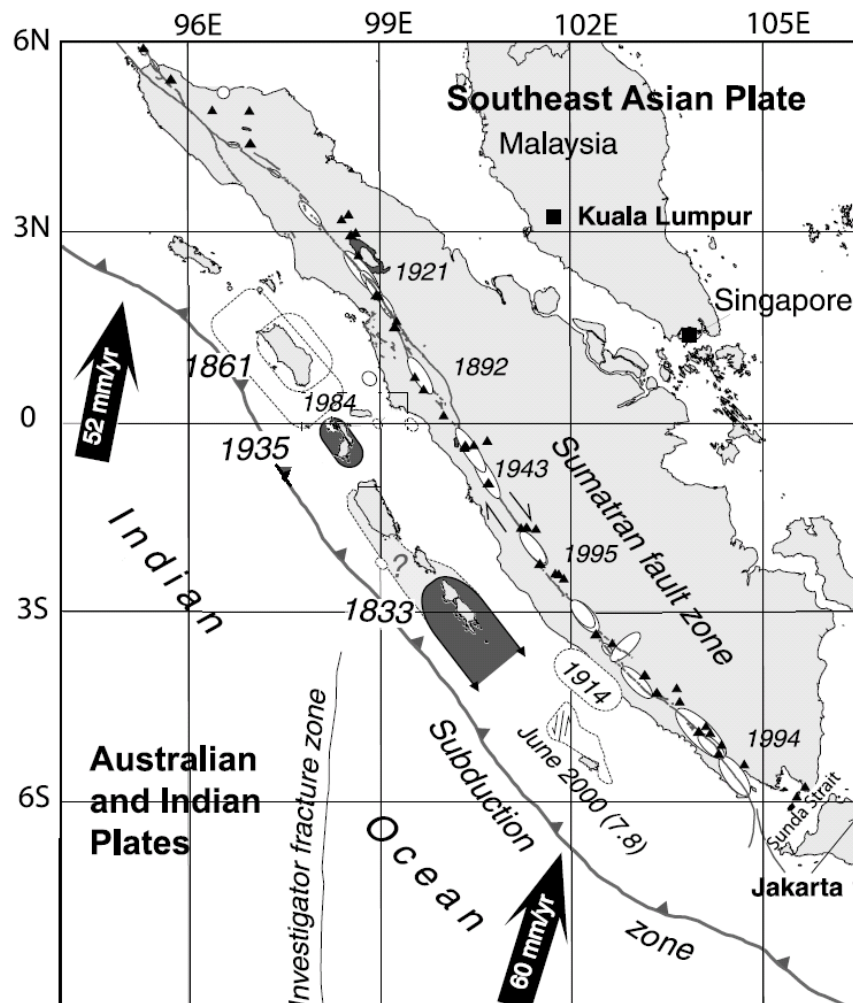 96E 99E 102E 105E
6N
Southeast Asian Plate
Malaysia
Kuala Lumpur
3N
1921
Singapore
1861
1892
52 mm/yr
1984
0
1935
1943
Sumatran fault zone
Indian
1995
?
1833
3S
1914
Subduction
June 2000 (7.8)
1994
Australian
and Indian
Plates
Investigator fracture zone
6S
Sunda Strait
Ocean
Jakarta
60 mm/yr
zone